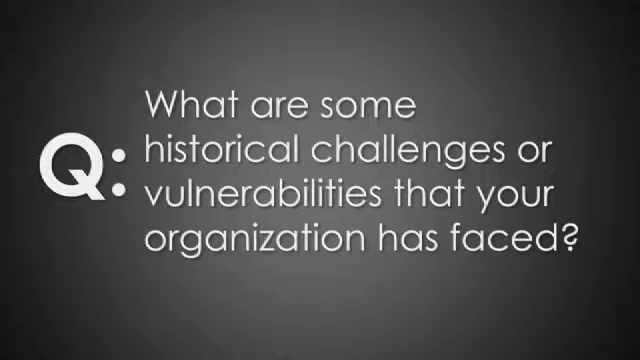 Q:
What are some
historical challenges or
vulnerabilities that your
organization has faced?